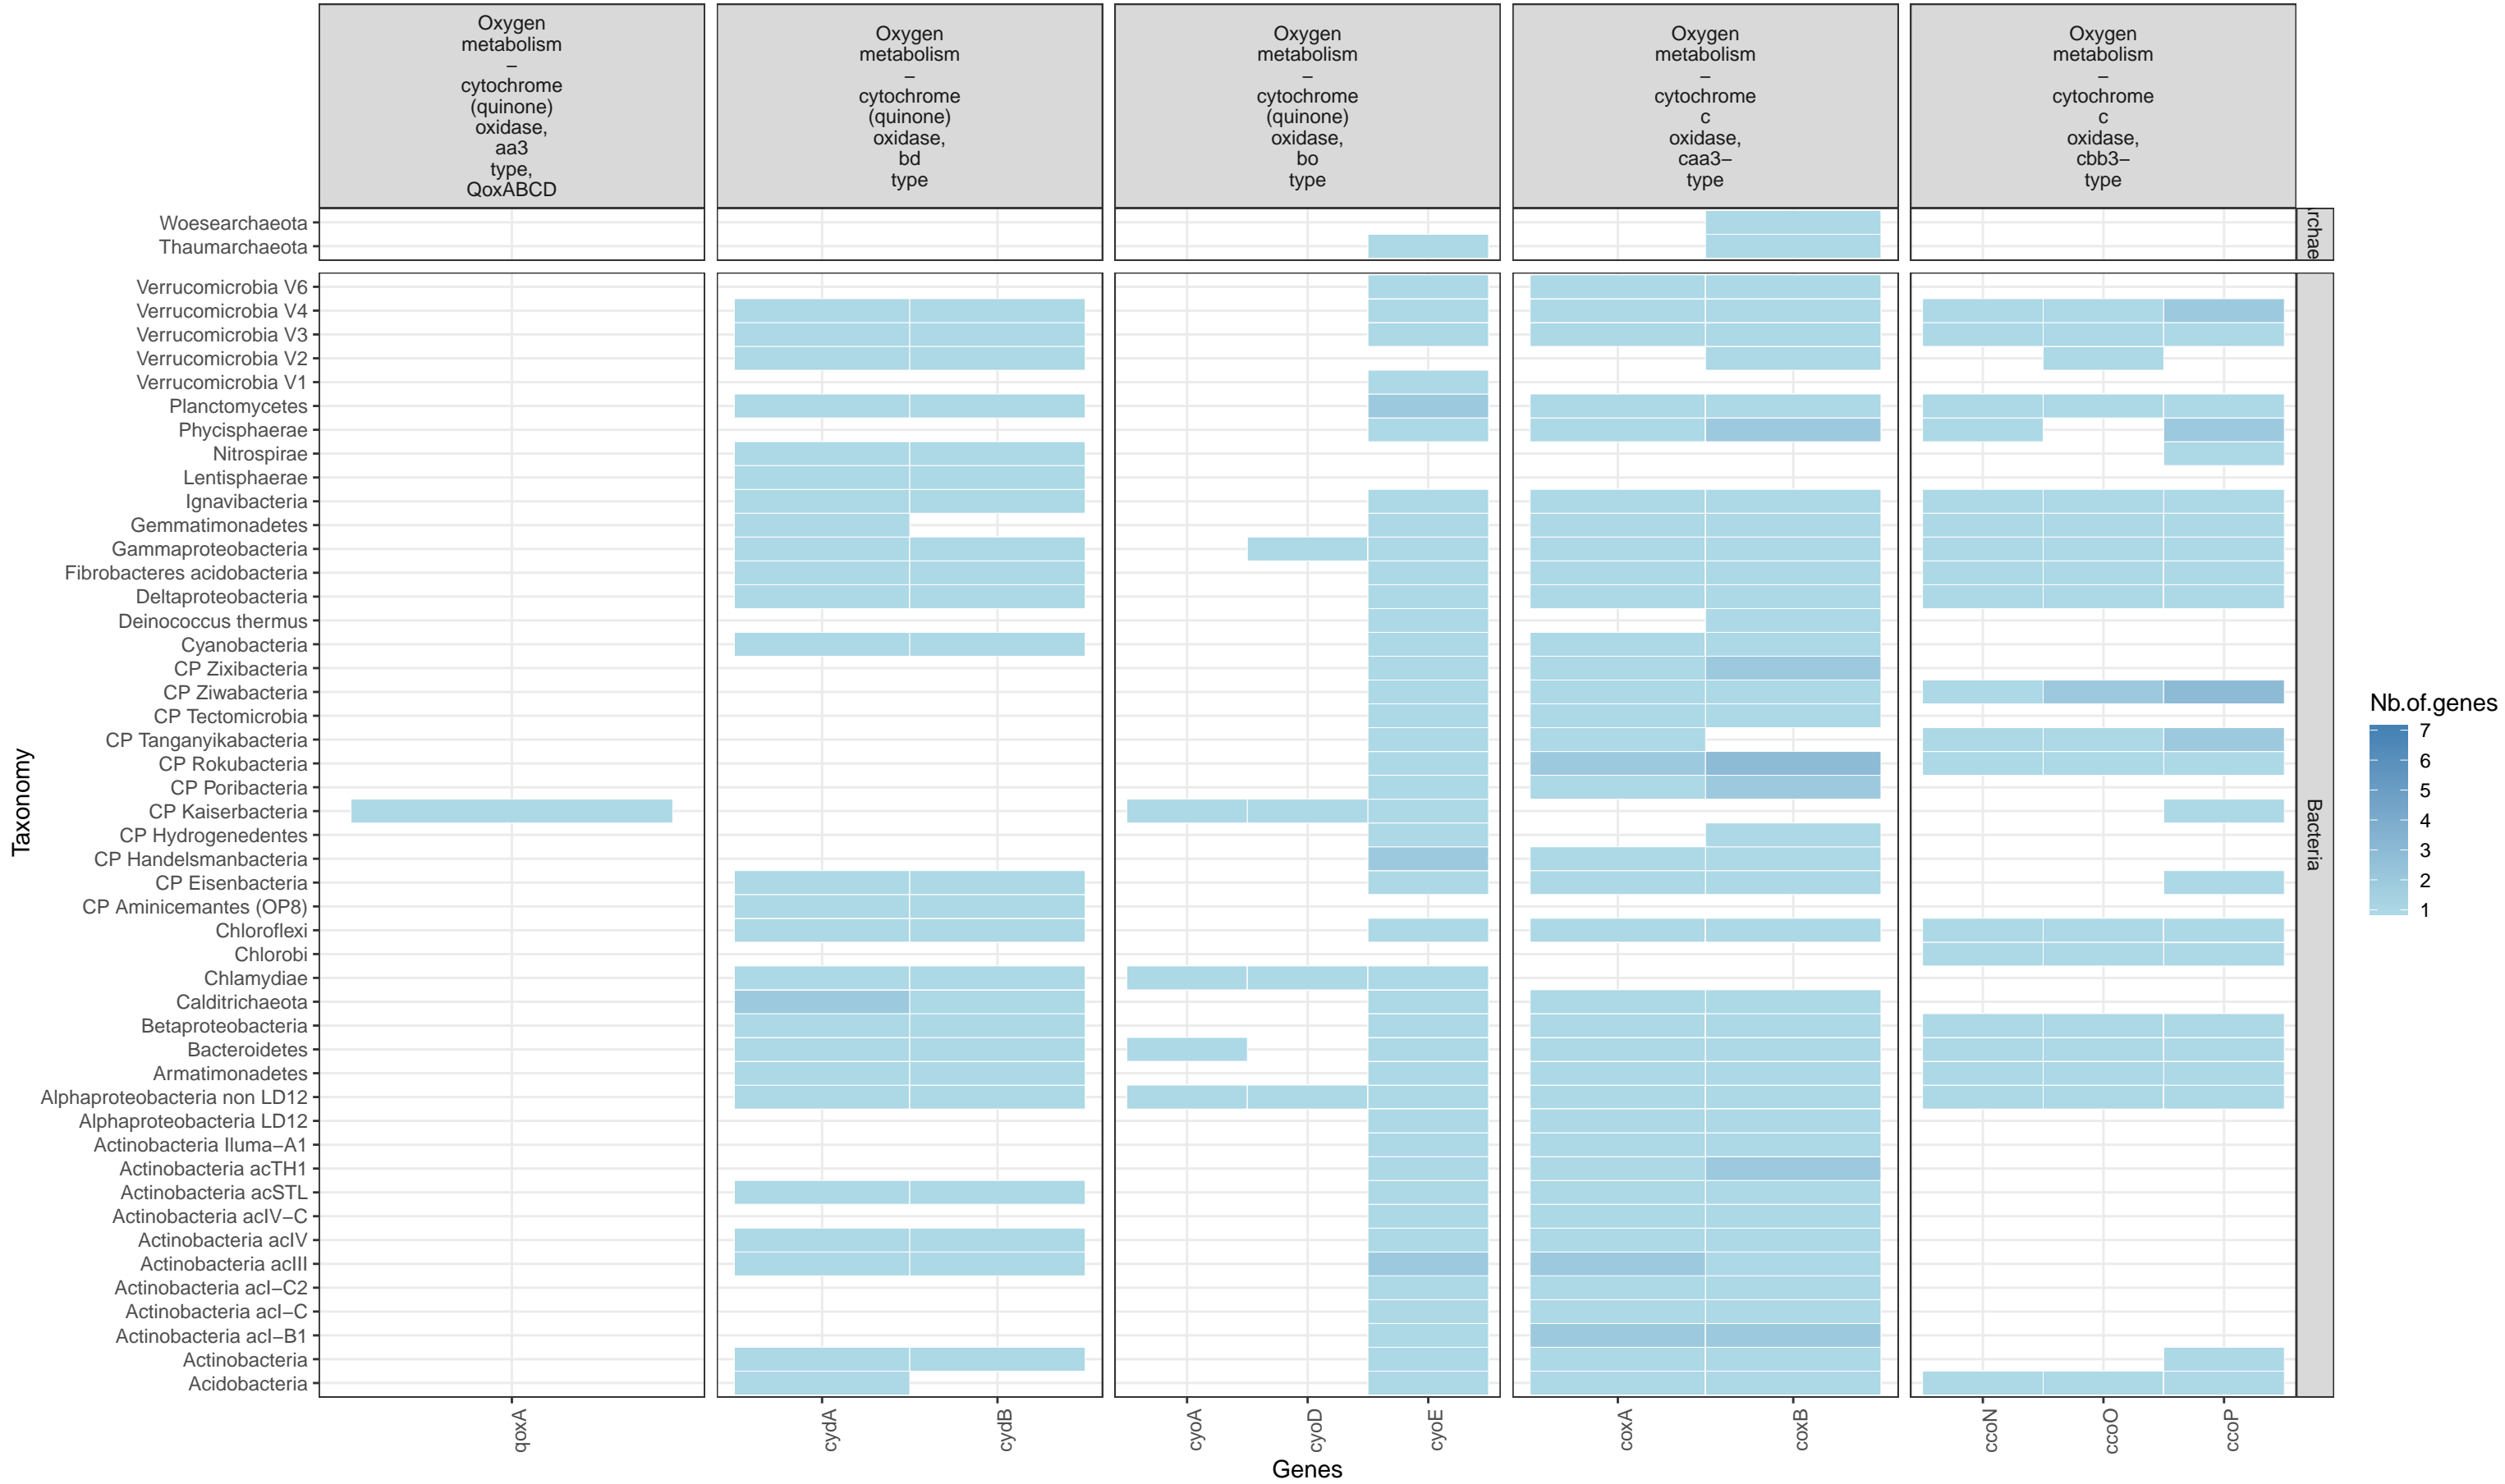 Oxygen
metabolism
–
cytochrome
(quinone)
oxidase,
aa3
type,
QoxABCD
Oxygen
metabolism
–
cytochrome
(quinone)
oxidase,
bd
type
Oxygen
metabolism
–
cytochrome
(quinone)
oxidase,
bo
type
Oxygen
metabolism
–
cytochrome
c
oxidase,
caa3–
type
Oxygen
metabolism
–
cytochrome
c
oxidase,
cbb3–
type
Woesearchaeota
Thaumarchaeota
rchae
Verrucomicrobia V6
Verrucomicrobia V4
Verrucomicrobia V3
Verrucomicrobia V2
Verrucomicrobia V1
Planctomycetes
Phycisphaerae
Nitrospirae
Lentisphaerae
Ignavibacteria
Gemmatimonadetes
Gammaproteobacteria
Fibrobacteres acidobacteria
Deltaproteobacteria
Deinococcus thermus
Cyanobacteria
CP Zixibacteria
CP Ziwabacteria
CP Tectomicrobia
CP Tanganyikabacteria
CP Rokubacteria
CP Poribacteria
CP Kaiserbacteria
CP Hydrogenedentes
CP Handelsmanbacteria
CP Eisenbacteria
CP Aminicemantes (OP8)
Chloroflexi
Chlorobi
Chlamydiae
Calditrichaeota
Betaproteobacteria
Bacteroidetes
Armatimonadetes
Alphaproteobacteria non LD12
Alphaproteobacteria LD12
Actinobacteria Iluma–A1
Actinobacteria acTH1
Actinobacteria acSTL
Actinobacteria acIV–C
Actinobacteria acIV
Actinobacteria acIII
Actinobacteria acI–C2
Actinobacteria acI–C
Actinobacteria acI–B1
Actinobacteria
Acidobacteria
Bacteria
Taxonomy
qoxA
cydA
cydB
cyoA
cyoD
cyoE
coxA
coxB
ccoN
ccoO
ccoP
Genes
Nb.of.genes
7
6
5
4
3
2
1